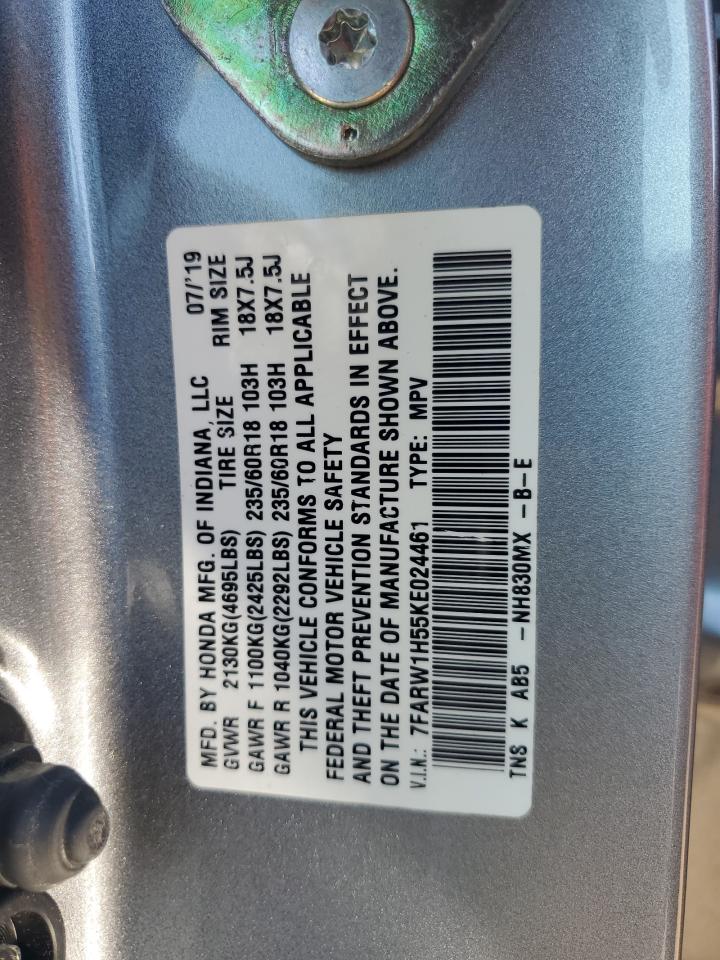 MFD. BY HONDA MFG. OF INDIANA, LLC 07/'19
GVWR 2130KG(4695LBS) TIRE SIZE RIM SIZE
GAWR F 1100KG(2425LBS) 235/60R18 103H 18X7.5J
GAWR R 1040KG(2292LBS) 235/60R18 103H 18X7.5J
THIS VEHICLE CONFORMS TO ALL APPLICABLE
FEDERAL MOTOR VEHICLE SAFETY
AND THEFT PREVENTION STANDARDS IN EFFECT
ON THE DATE OF MANUFACTURE SHOWN ABOVE.
V.I.N.: 7FARW1H55KE024461 TYPE: MPV
TNS K AB5 -NH830MX -B-E